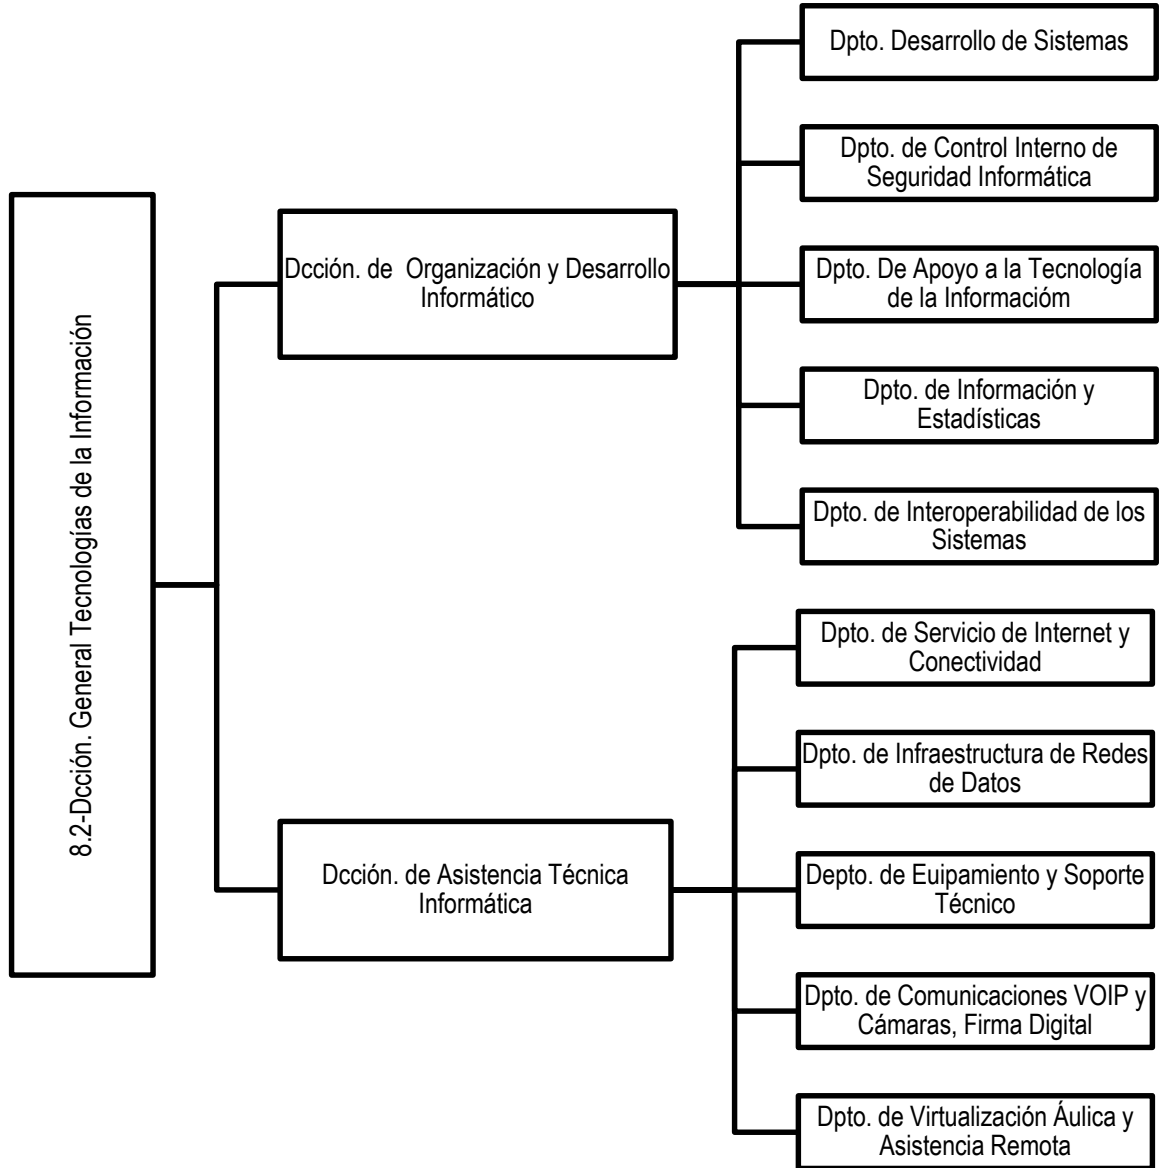 8.2-Dcción. General Tecnologías de la Información
Dcción. de  Organización y Desarrollo
Informático
Dpto. Desarrollo de Sistemas
Dpto. de Control Interno de
Seguridad Informática
Dpto. De Apoyo a la Tecnología
de la Informacióm
Dpto. de Información y
Estadísticas
Dpto. de Interoperabilidad de los
Sistemas
Dcción. de Asistencia Técnica
Informática
Dpto. de Servicio de Internet y
Conectividad
Dpto. de Infraestructura de Redes
de Datos
Depto. de Euipamiento y Soporte
Técnico
Dpto. de Comunicaciones VOIP y
Cámaras, Firma Digital
Dpto. de Virtualización Áulica y
Asistencia Remota